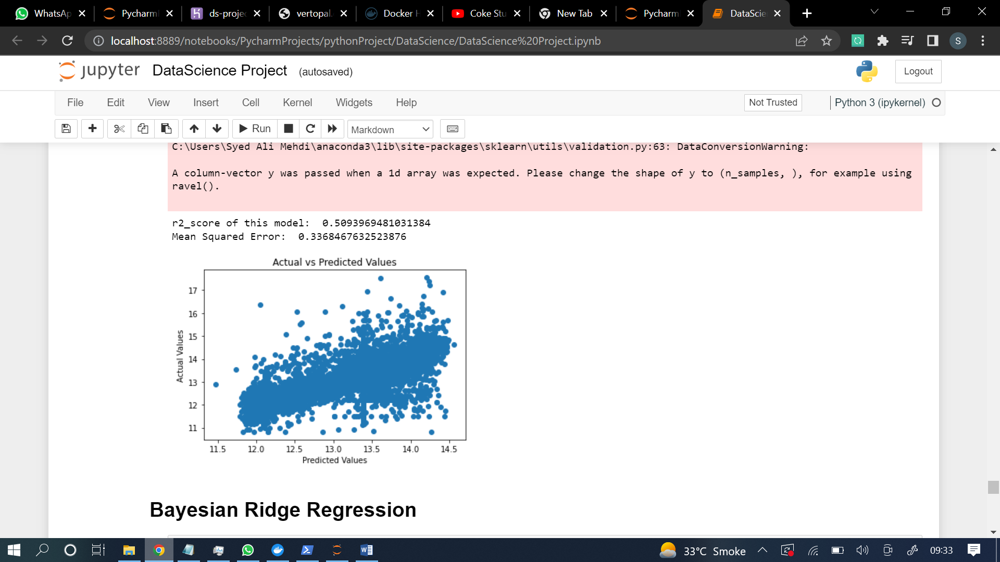 WhatsAp
Pycharm
ds-projec
vertopal.
Docker H
Coke Stu
New Tab
Pycharm
DataScie
localhost:8889/notebooks/PycharmProjects/pythonProject/DataScience/DataScience%20Project.ipynb
S
jupyter DataScience Project (autosaved)
Logout
File Edit View Insert Cell Kernel Widgets Help
Not Trusted
Python 3 (ipykernel)
Run
Markdown
C:\Users\Syed Ali Mehdi\anaconda3\lib\site-packages\sklearn\utils\validation.py:63: DataConversionWarning:
A column-vector y was passed when a 1d array was expected. Please change the shape of y to (n_samples, ), for example using
ravel().
r2_score of this model:  0.5093969481031384
Mean Squared Error:  0.3368467632523876
Actual vs Predicted Values
17
16
15
14
13
12
11
Actual Values
11.5 12.0 12.5 13.0 13.5 14.0 14.5
Predicted Values
Bayesian Ridge Regression
33°C Smoke
09:33